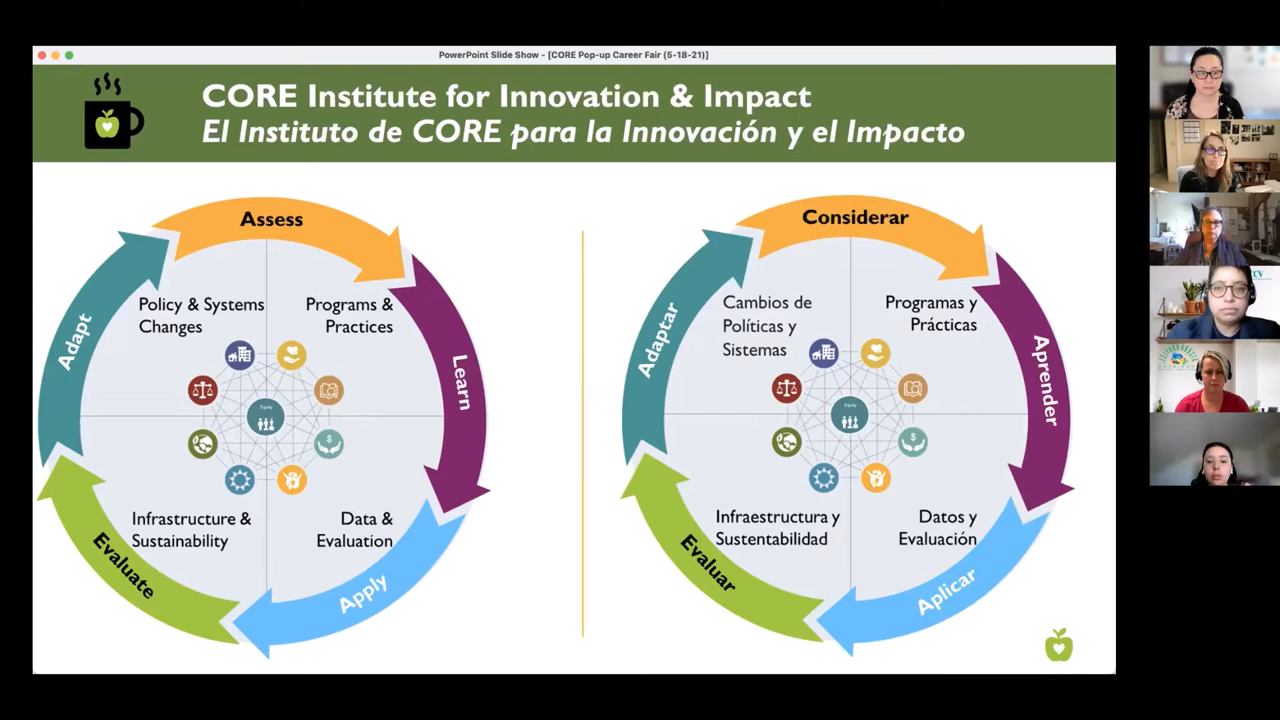 PowerPoint Slide Show - [CORE Pop-up Career Fair (5-18-21)]
CORE Institute for Innovation & Impact
El Instituto de CORE para la Innovación y el Impacto
Assess
Learn
Apply
Evaluate
Adapt
Policy & Systems
Changes
Programs &
Practices
Equity
Infrastructure &
Sustainability
Data &
Evaluation
Considerar
Aprender
Aplicar
Evaluar
Adaptar
Cambios de
Políticas y
Sistemas
Programas y
Prácticas
Equity
Infraestructura y
Sustentabilidad
Datos y
Evaluación